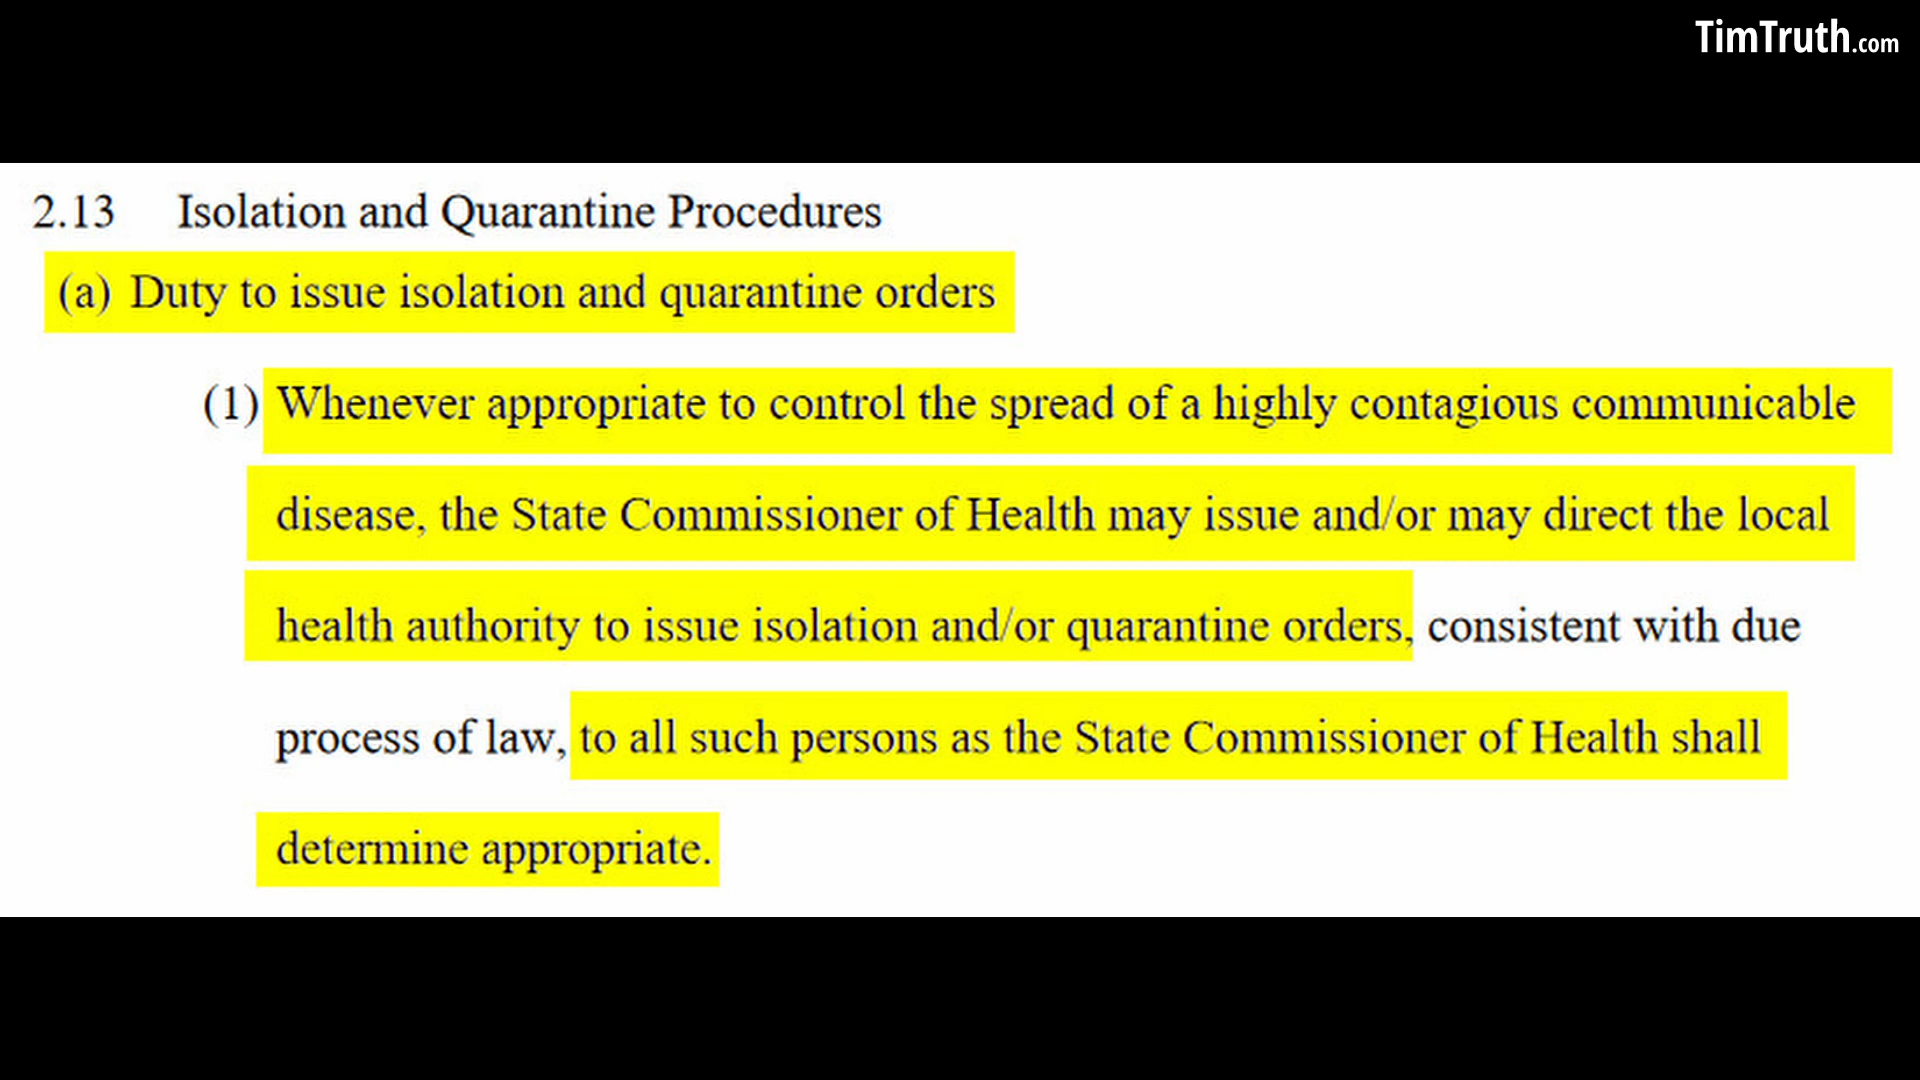 TimTruth.com
2.13 Isolation and Quarantine Procedures
(a) Duty to issue isolation and quarantine orders
(1) Whenever appropriate to control the spread of a highly contagious communicable
disease, the State Commissioner of Health may issue and/or may direct the local
health authority to issue isolation and/or quarantine orders, consistent with due
process of law, to all such persons as the State Commissioner of Health shall
determine appropriate.